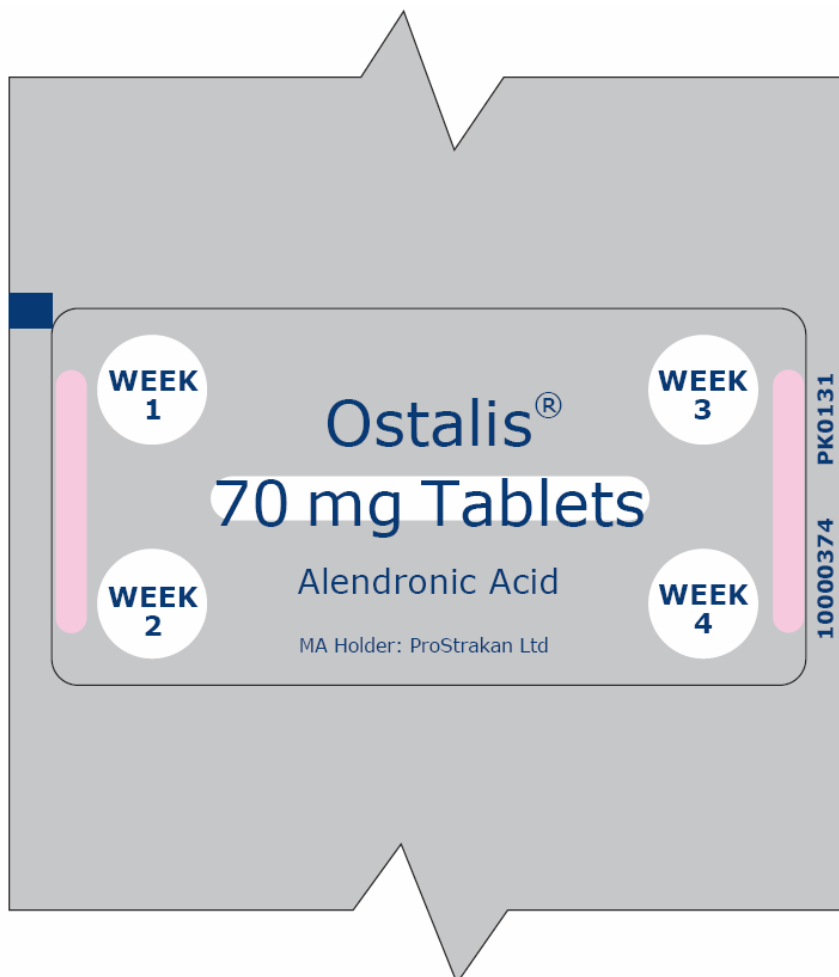 WEEK
1
WEEK
2
Ostalis®
70 mg Tablets
Alendronic Acid
MA Holder: ProStrakan Ltd
WEEK
3
WEEK
4
10000374 PK0131